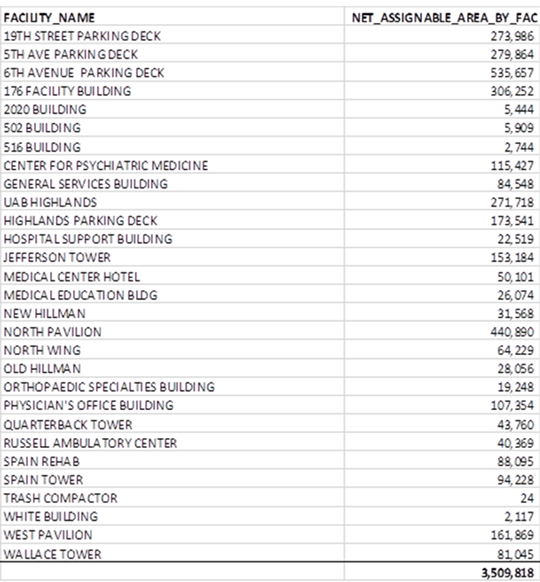 FACILITY_NAME NET_ASSIGNABLE_AREA_BY_FAC
19TH STREET PARKING DECK 273,986
5TH AVE PARKING DECK 279,864
6TH AVENUE PARKING DECK 535,657
176 FACILITY BUILDING 306,252
2020 BUILDING 5,444
502 BUILDING 5,909
516 BUILDING 2,744
CENTER FOR PSYCHIATRIC MEDICINE 115,427
GENERAL SERVICES BUILDING 84,548
UAB HIGHLANDS 271,718
HIGHLANDS PARKING DECK 173,541
HOSPITAL SUPPORT BUILDING 22,519
JEFFERSON TOWER 153,184
MEDICAL CENTER HOTEL 50,101
MEDICAL EDUCATION BLDG 26,074
NEW HILLMAN 31,568
NORTH PAVILION 440,890
NORTH WING 64,229
OLD HILLMAN 28,056
ORTHOPAEDIC SPECIALTIES BUILDING 19,248
PHYSICIAN'S OFFICE BUILDING 107,354
QUARTERBACK TOWER 43,760
RUSSELL AMBULATORY CENTER 40,369
SPAIN REHAB 88,095
SPAIN TOWER 94,228
TRASH COMPACTOR 24
WHITE BUILDING 2,117
WEST PAVILION 161,869
WALLACE TOWER 81,045
3,509,818